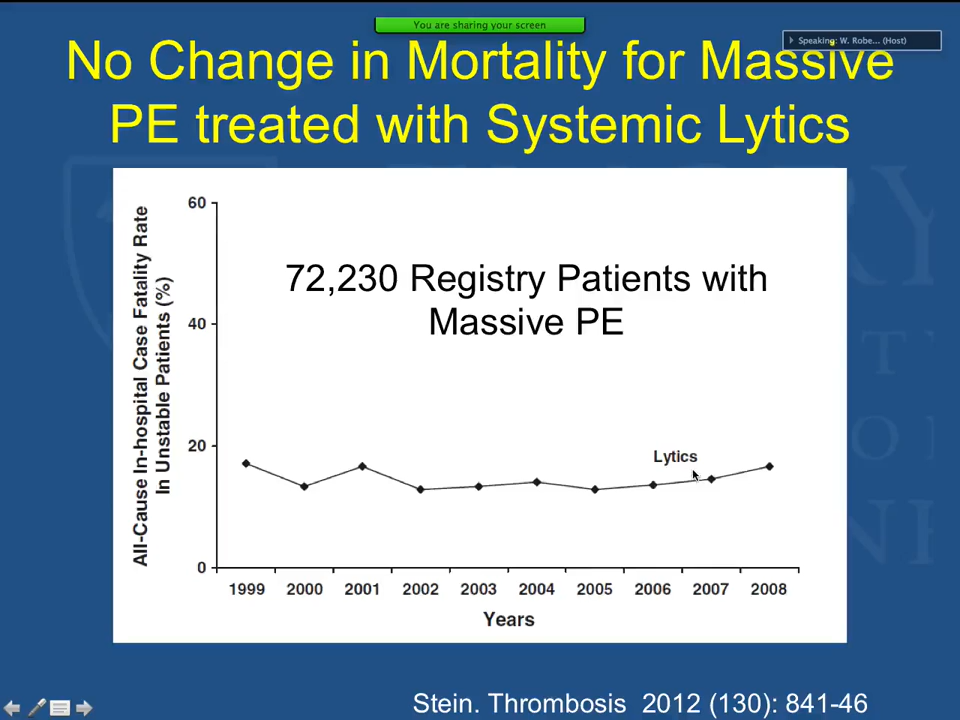 You are sharing your screen
Speaking: W. Robe... (Host)
No Change in Mortality for Massive
PE treated with Systemic Lytics
All-Cause In-hospital Case Fatality Rate
In Unstable Patients (%)
60
40
20
0
72,230 Registry Patients with
Massive PE
Lytics
1999 2000 2001 2002 2003 2004 2005 2006 2007 2008
Years
Stein. Thrombosis 2012 (130): 841-46